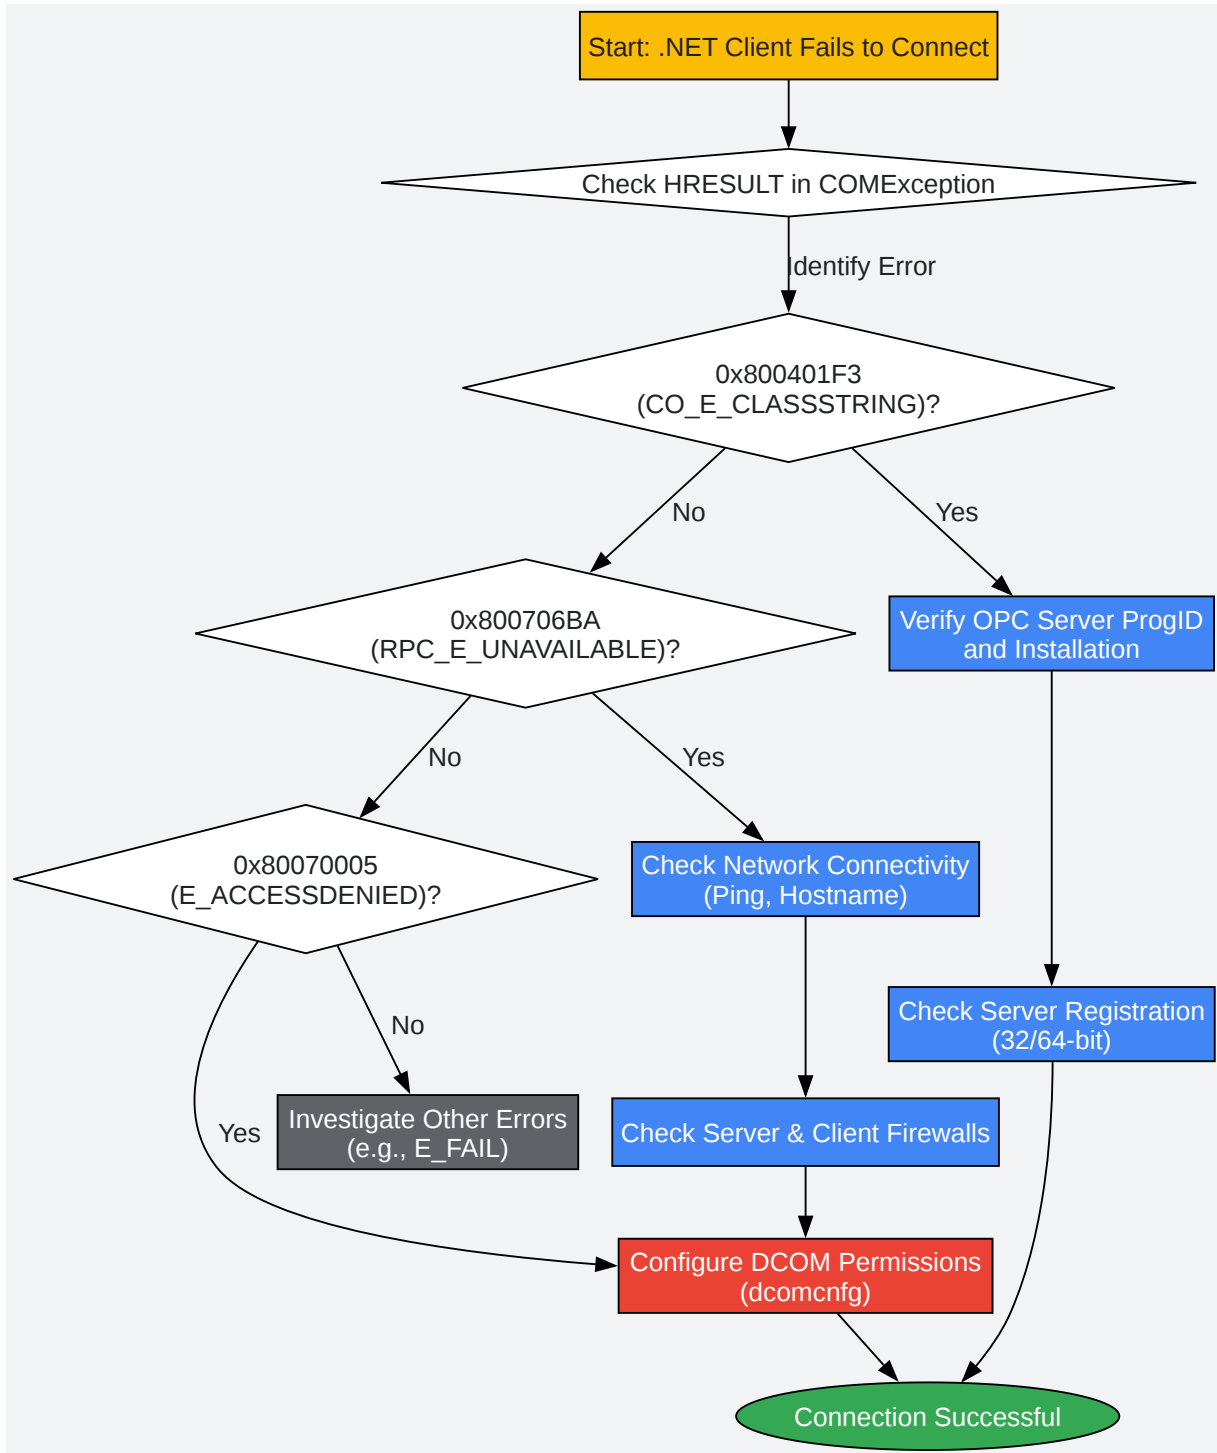 Start: .NET Client Fails to Connect
Check HRESULT in COMException
Identify Error
0x800401F3
(CO_E_CLASSSTRING)?
No
Yes
0x800706BA
(RPC_E_UNAVAILABLE)?
Verify OPC Server ProgID
and Installation
No
Yes
0x80070005
(E_ACCESSDENIED)?
Check Network Connectivity
(Ping, Hostname)
Check Server Registration
(32/64-bit)
No
Yes
Investigate Other Errors
(e.g., E_FAIL)
Check Server & Client Firewalls
Configure DCOM Permissions
(dcomcnfg)
Connection Successful